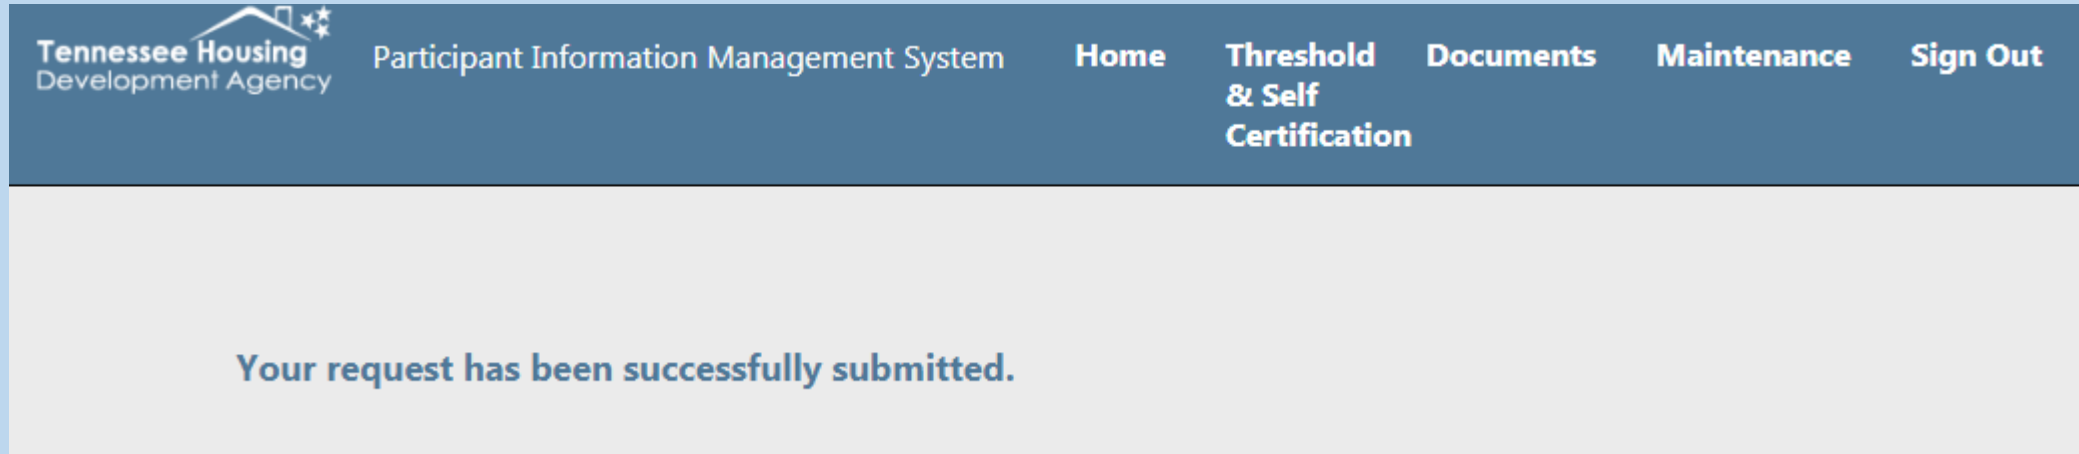 Tennessee Housing
Development Agency
Participant Information Management System
Home
Threshold
& Self
Certification
Documents
Maintenance
Sign Out
Your request has been successfully submitted.